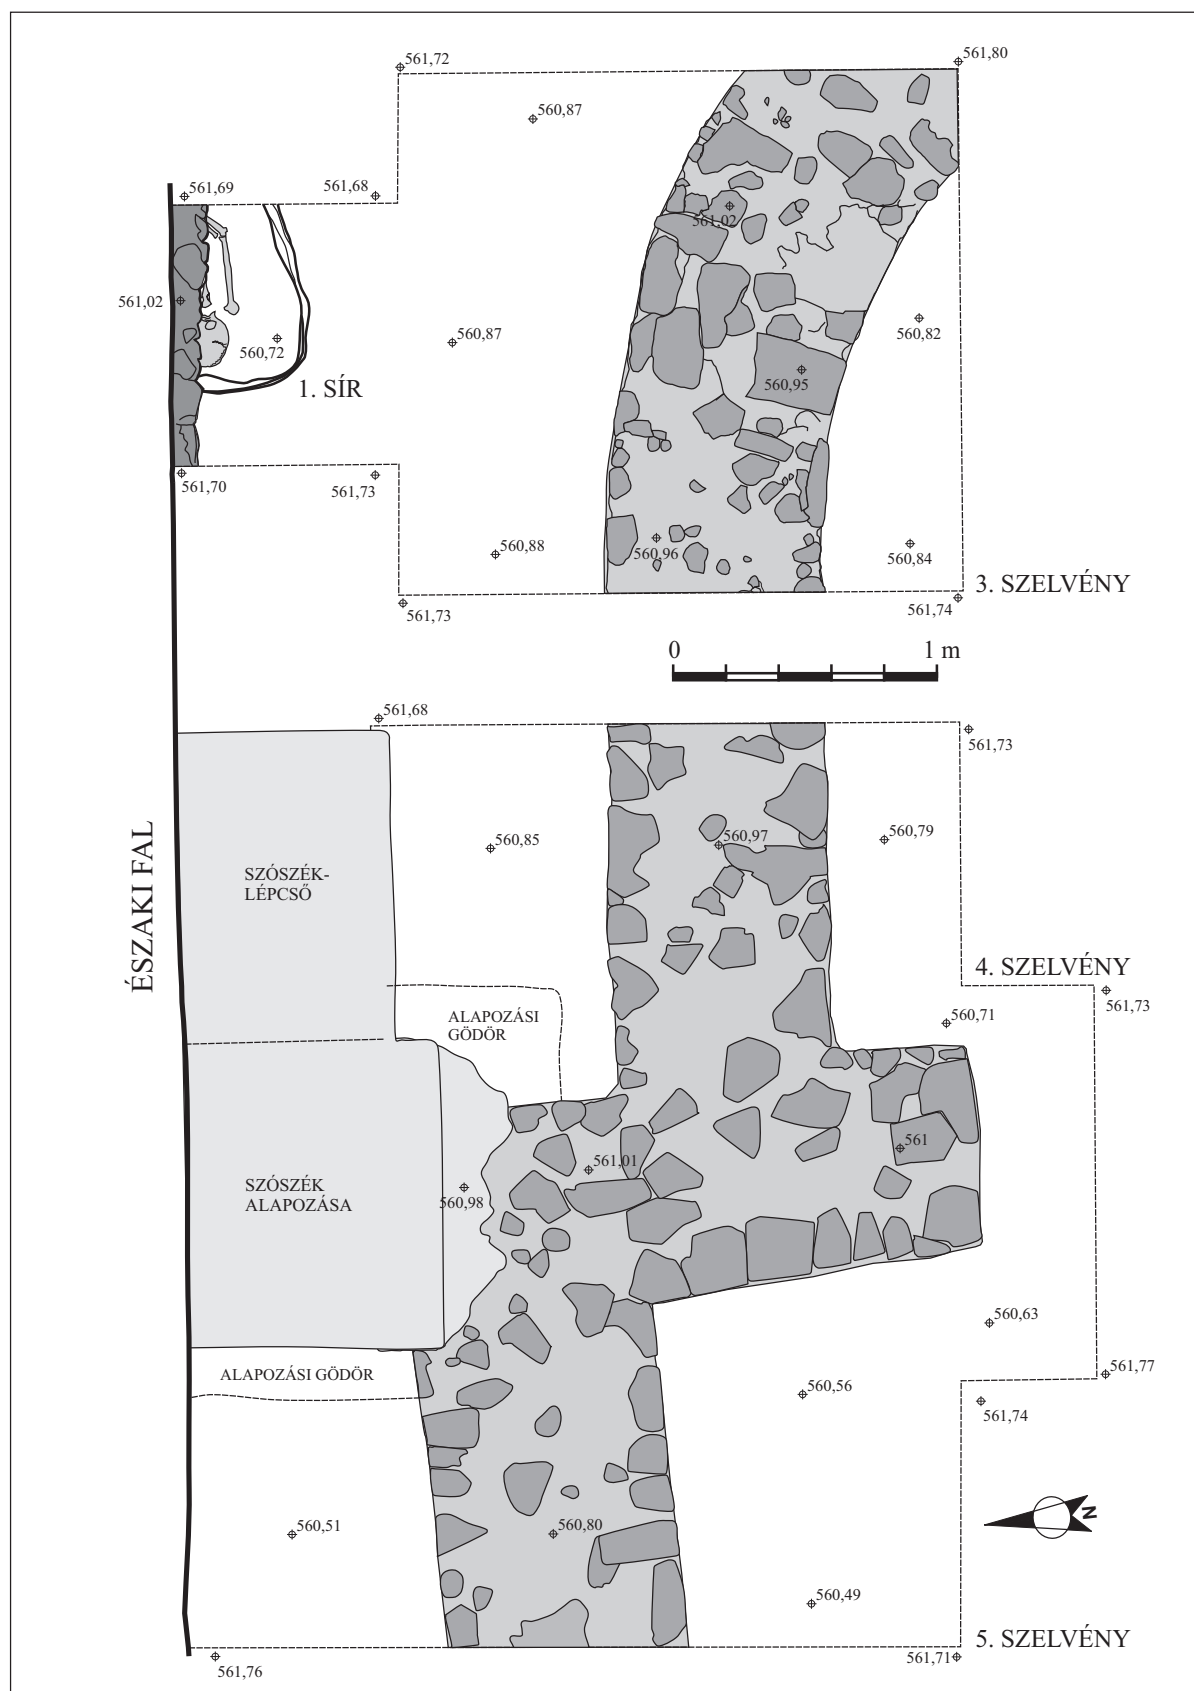 561,72
561,80
560,87
561,69
561,68
561,02
561,02
560,82
560,87
560,72
1. SÍR
560,95
561,70
561,73
560,88
560,96
560,84
3. SZELVÉNY
561,73
561,74
0
1 m
561,68
561,73
560,85
560,97
560,79
SZÓSZÉK-
LÉPCSŐ
ÉSZAKI FAL
4. SZELVÉNY
561,73
ALAPOZÁSI
GÖDÖR
560,71
561
561,01
SZÓSZÉK
ALAPOZÁSA
560,98
560,63
ALAPOZÁSI GÖDÖR
561,77
560,56
561,74
N
560,51
560,80
560,49
5. SZELVÉNY
561,76
561,71